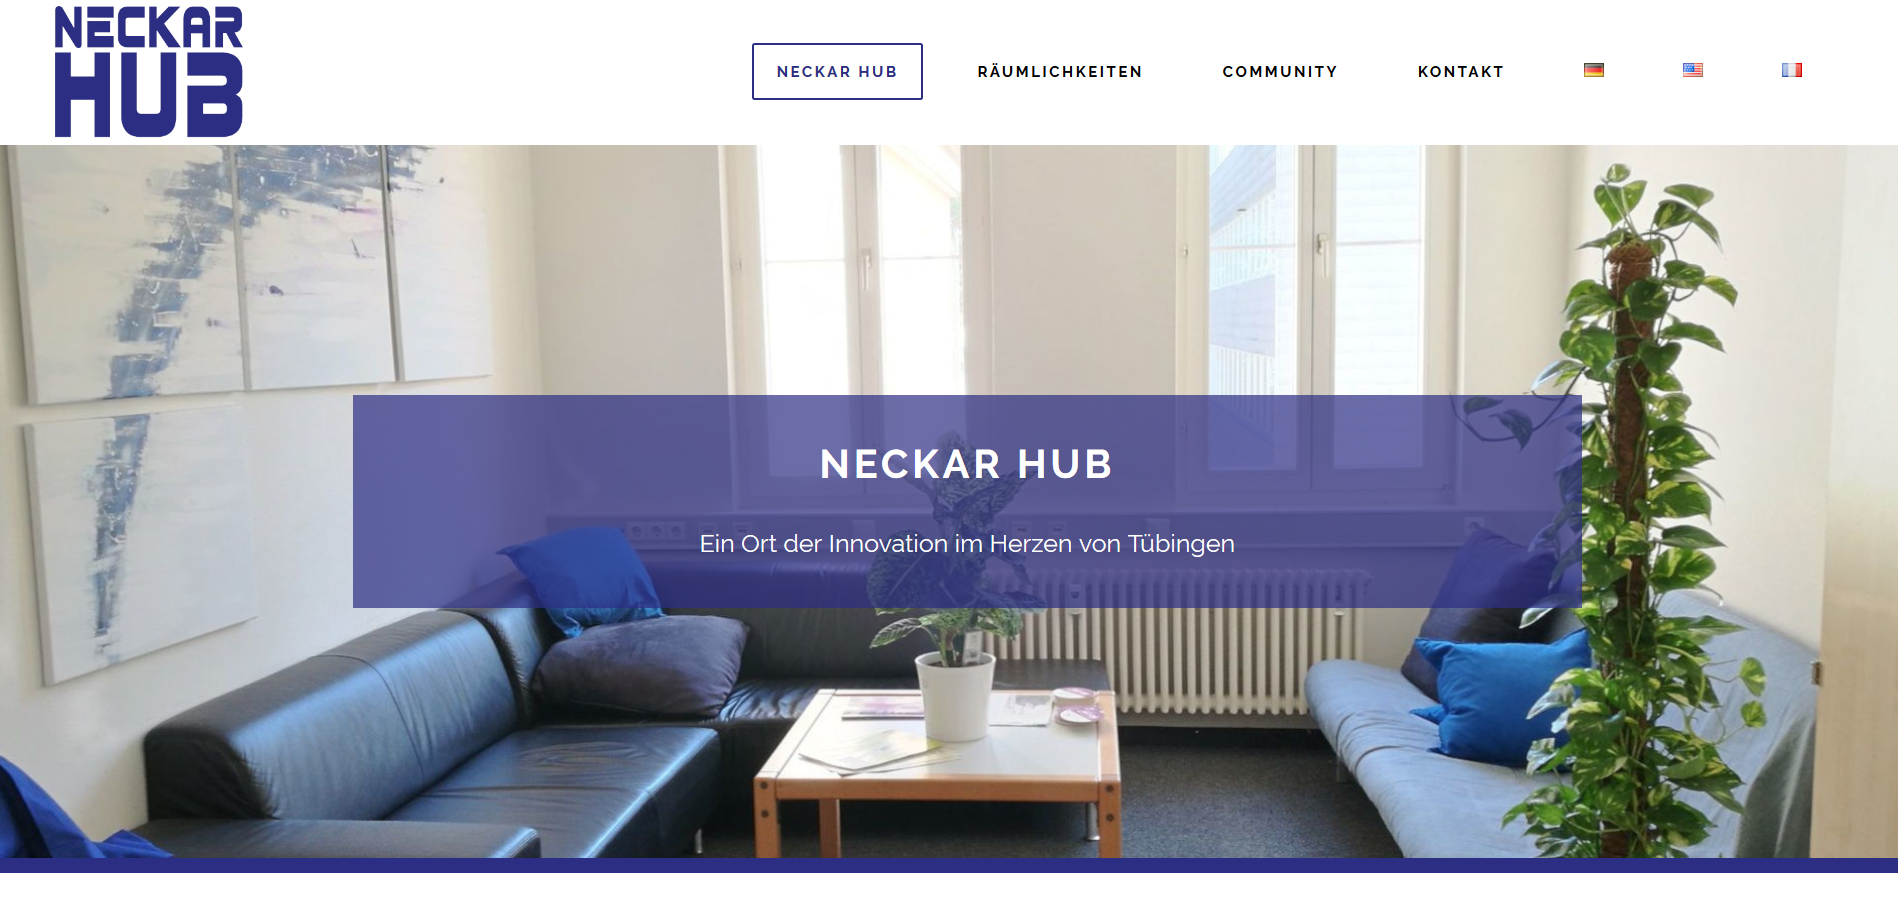 NECKAR
HUB
NECKAR HUB
RÄUMLICHKEITEN
COMMUNITY
KONTAKT
NECKAR HUB
Ein Ort der Innovation im Herzen von Tübingen